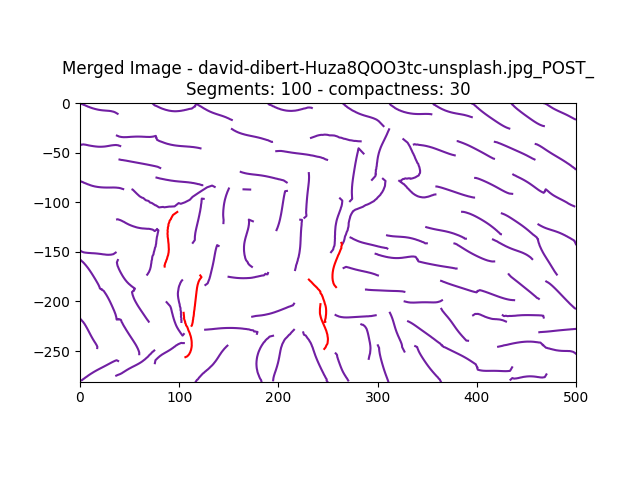 Merged Image - david-dibert-Huza8QOO3tc-unsplash.jpg_POST_
Segments: 100 - compactness: 30
0
−50
−100
−150
−200
−250
0 100 200 300 400 500